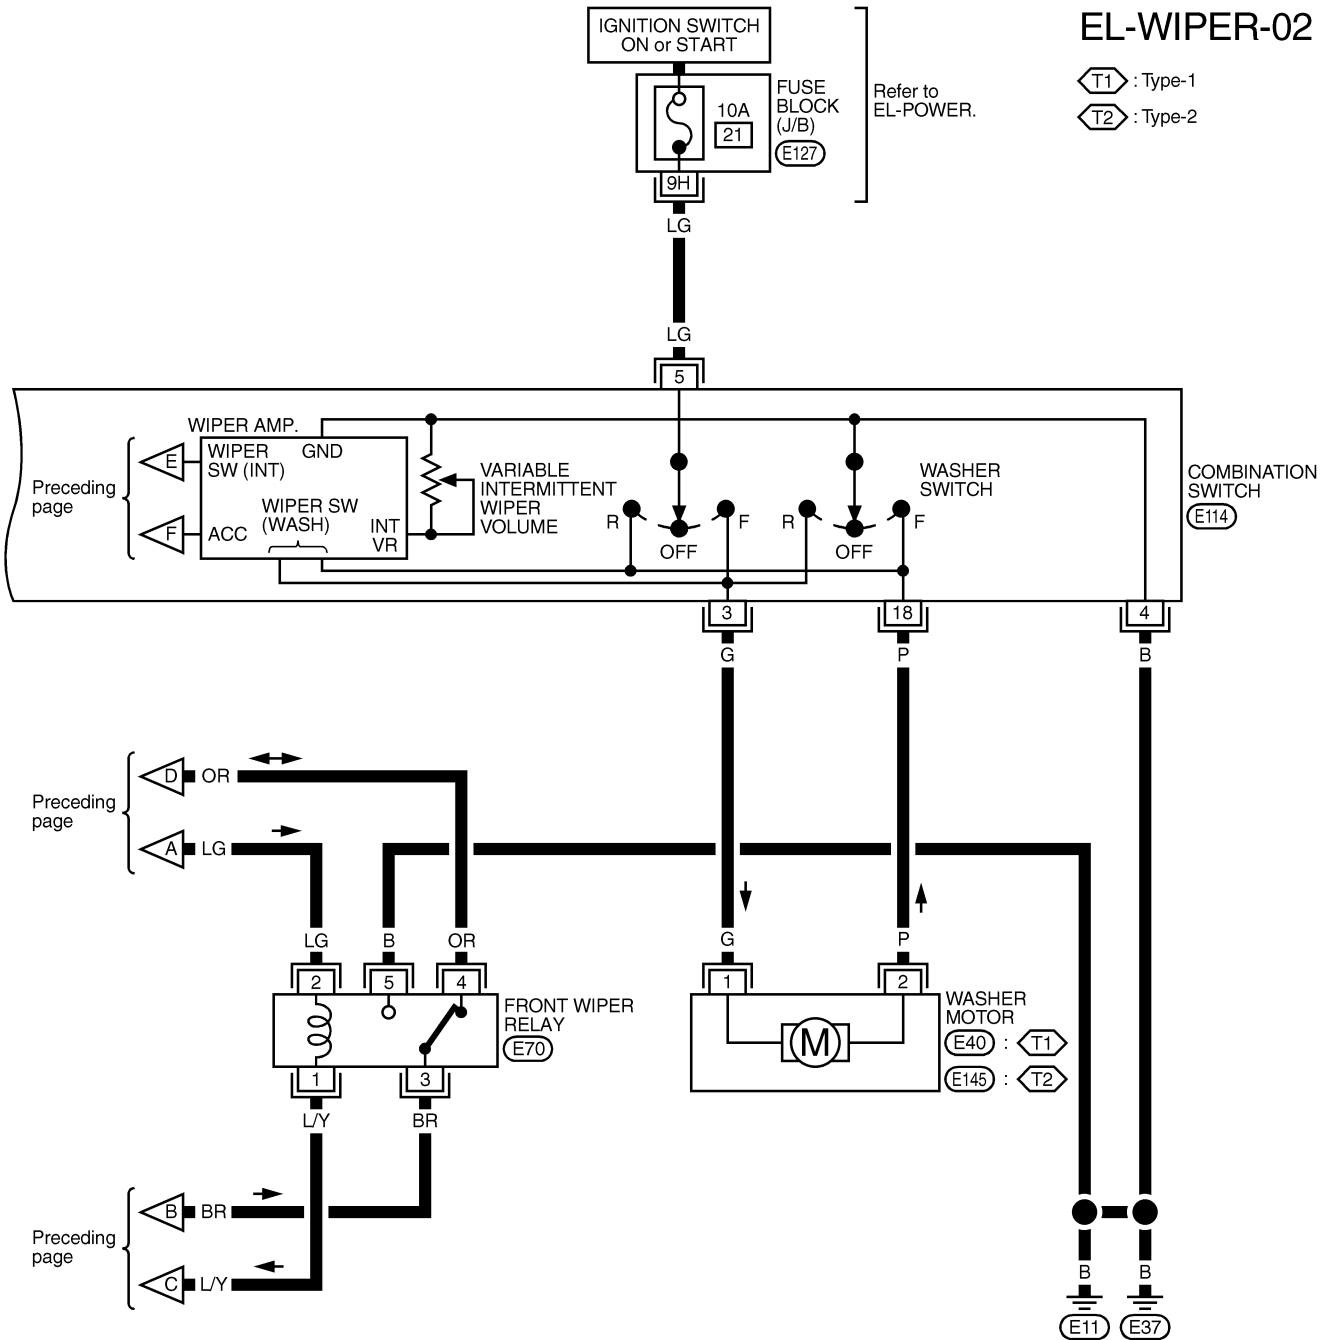 EL-WIPER-02
IGNITION SWITCH
ON or START
T1 : Type-1
T2 : Type-2
10A
21
FUSE
BLOCK
(J/B)
E127
Refer to
EL-POWER.
9H
LG
LG
5
WIPER AMP.
WIPER
SW (INT)
GND
E
F
Preceding
page
ACC
WIPER SW
(WASH)
INT
VR
VARIABLE
INTERMITTENT
WIPER
VOLUME
R
OFF
F
R
OFF
F
WASHER
SWITCH
COMBINATION
SWITCH
E114
3
18
4
G
P
B
Preceding
page
D OR
A LG
LG
B
OR
G
P
2
5
4
1
2
FRONT WIPER
RELAY
E70
M
WASHER
MOTOR
E40 : T1
E145 : T2
1
3
L/Y
BR
Preceding
page
B BR
C L/Y
B
B
E11
E37